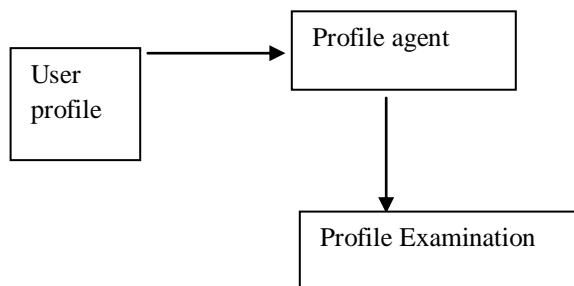 User
profile
Profile agent
Profile Examination